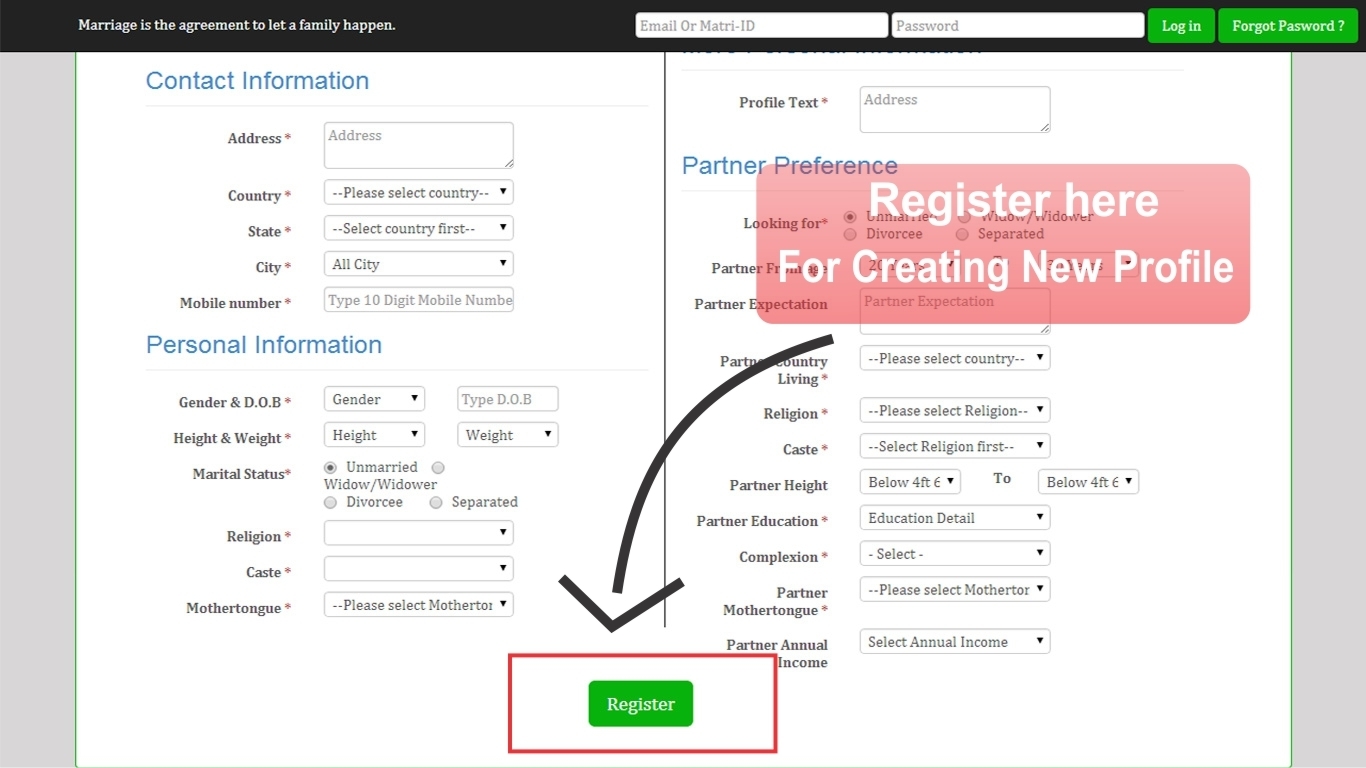 Marriage is the agreement to let a family happen.
Email Or Matri-ID
Password
Log in
Forgot Pasword ?
Contact Information
Address *
Address
Country *
--Please select country--
State *
--Select country first--
City *
All City
Mobile number *
Type 10 Digit Mobile Numbe
Personal Information
Gender & D.O.B *
Gender
Type D.O.B
Height & Weight *
Height
Weight
Marital Status*
Unmarried
Widow/Widower
Divorcee
Separated
Religion *
Caste *
Mothertongue *
--Please select Mothertor
Profile Text *
Address
Partner Preference
Register here
For Creating New Profile
Looking for*
Unmarried
Widow/Widower
Divorcee
Separated
Partner From age
20 Years
To
Years
Partner Expectation
Partner Expectation
Partner Country
Living *
--Please select country--
Religion *
--Please select Religion--
Caste *
--Select Religion first--
Partner Height
Below 4ft 6
To
Below 4ft 6
Partner Education *
Education Detail
Complexion *
- Select -
Partner
Mothertongue *
--Please select Mothertor
Partner Annual
Income
Select Annual Income
Register